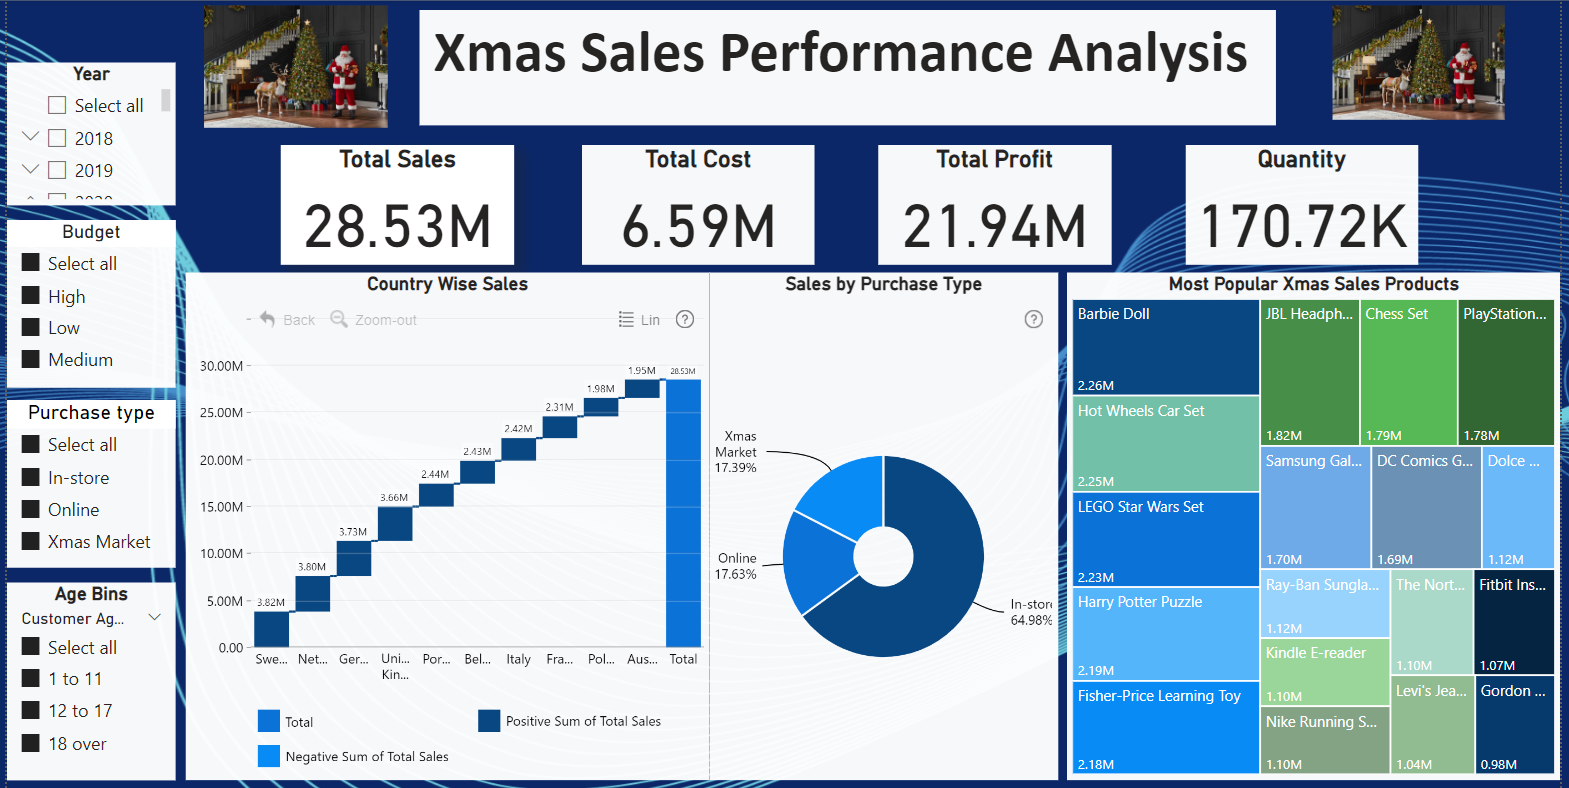 Xmas Sales Performance Analysis
Year
Select all
2018
2019
Budget
Select all
High
Low
Medium
Purchase type
Select all
In-store
Online
Xmas Market
Age Bins
Customer Ag...
Select all
1 to 11
12 to 17
18 over
Total Sales
28.53M
Total Cost
6.59M
Total Profit
21.94M
Quantity
170.72K
Country Wise Sales
Back
Zoom-out
Lin
?
30.00M
25.00M
20.00M
15.00M
10.00M
5.00M
0.00
3.82M
3.80M
3.73M
3.66M
2.44M
2.43M
2.42M
2.31M
1.98M
1.95M
28.53M
Swe...
Net...
Ger...
Uni...
Kin...
Por...
Bel...
Italy
Fra...
Pol...
Aus...
Total
Total
Positive Sum of Total Sales
Negative Sum of Total Sales
Sales by Purchase Type
?
Xmas
Market
17.39%
Online
17.63%
In-store
64.98%
Most Popular Xmas Sales Products
Barbie Doll
2.26M
Hot Wheels Car Set
2.25M
LEGO Star Wars Set
2.23M
Harry Potter Puzzle
2.19M
Fisher-Price Learning Toy
2.18M
JBL Headph...
1.82M
Chess Set
1.79M
PlayStation...
1.78M
Samsung Gal...
1.70M
DC Comics G...
1.69M
Dolce ...
1.12M
Ray-Ban Sungla...
1.12M
Kindle E-reader
1.10M
Nike Running S...
1.10M
The Nort...
1.10M
Fitbit Ins...
1.07M
Levi's Jea...
1.04M
Gordon ...
0.98M